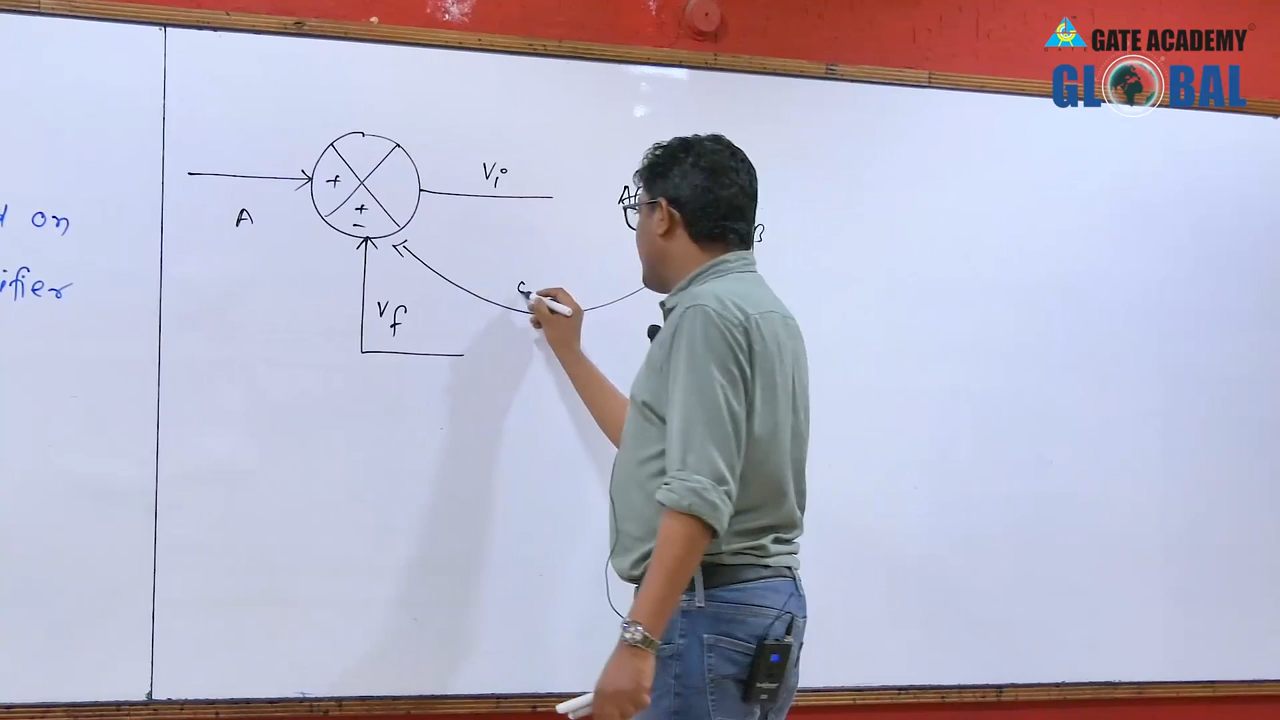 GATE ACADEMY
GLOBAL
on
ifier
A
+
+
-
Vi
Vf
β